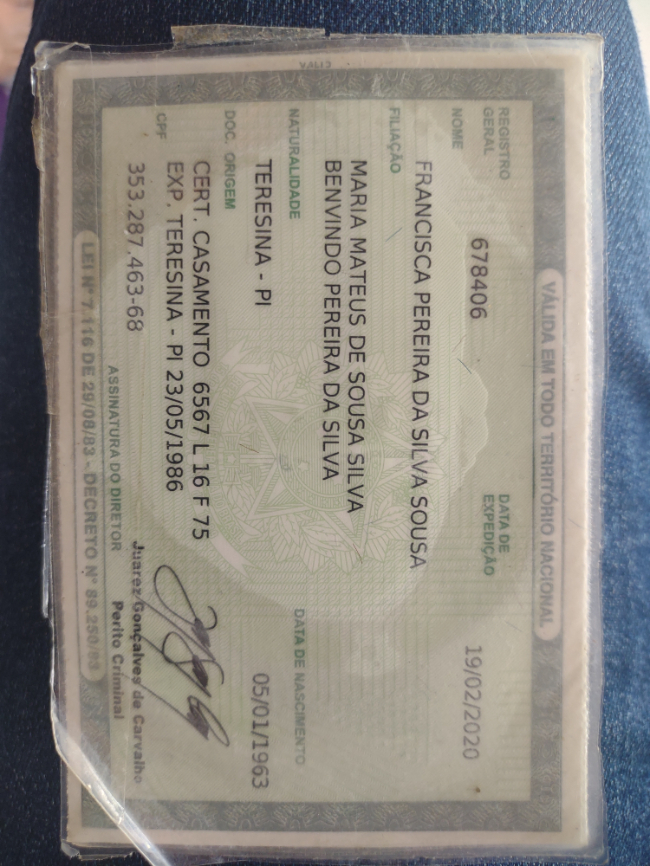 VÁLIDA EM TODO TERRITÓRIO NACIONAL
REGISTRO GERAL 678406 DATA DE EXPEDIÇÃO 19/02/2020
NOME
FRANCISCA PEREIRA DA SILVA SOUSA
FILIAÇÃO
MARIA MATEUS DE SOUSA SILVA
BENVINDO PEREIRA DA SILVA
NATURALIDADE DATA DE NASCIMENTO
TERESINA - PI 05/01/1963
DOC. ORIGEM
CERT. CASAMENTO 6567 L 16 F 75
EXP. TERESINA - PI 23/05/1986
CPF
353.287.463-68
Juarez Gonçalves de Carvalho
Perito Criminal
ASSINATURA DO DIRETOR
LEI Nº 7.116 DE 29/08/83 - DECRETO Nº 89.250/83